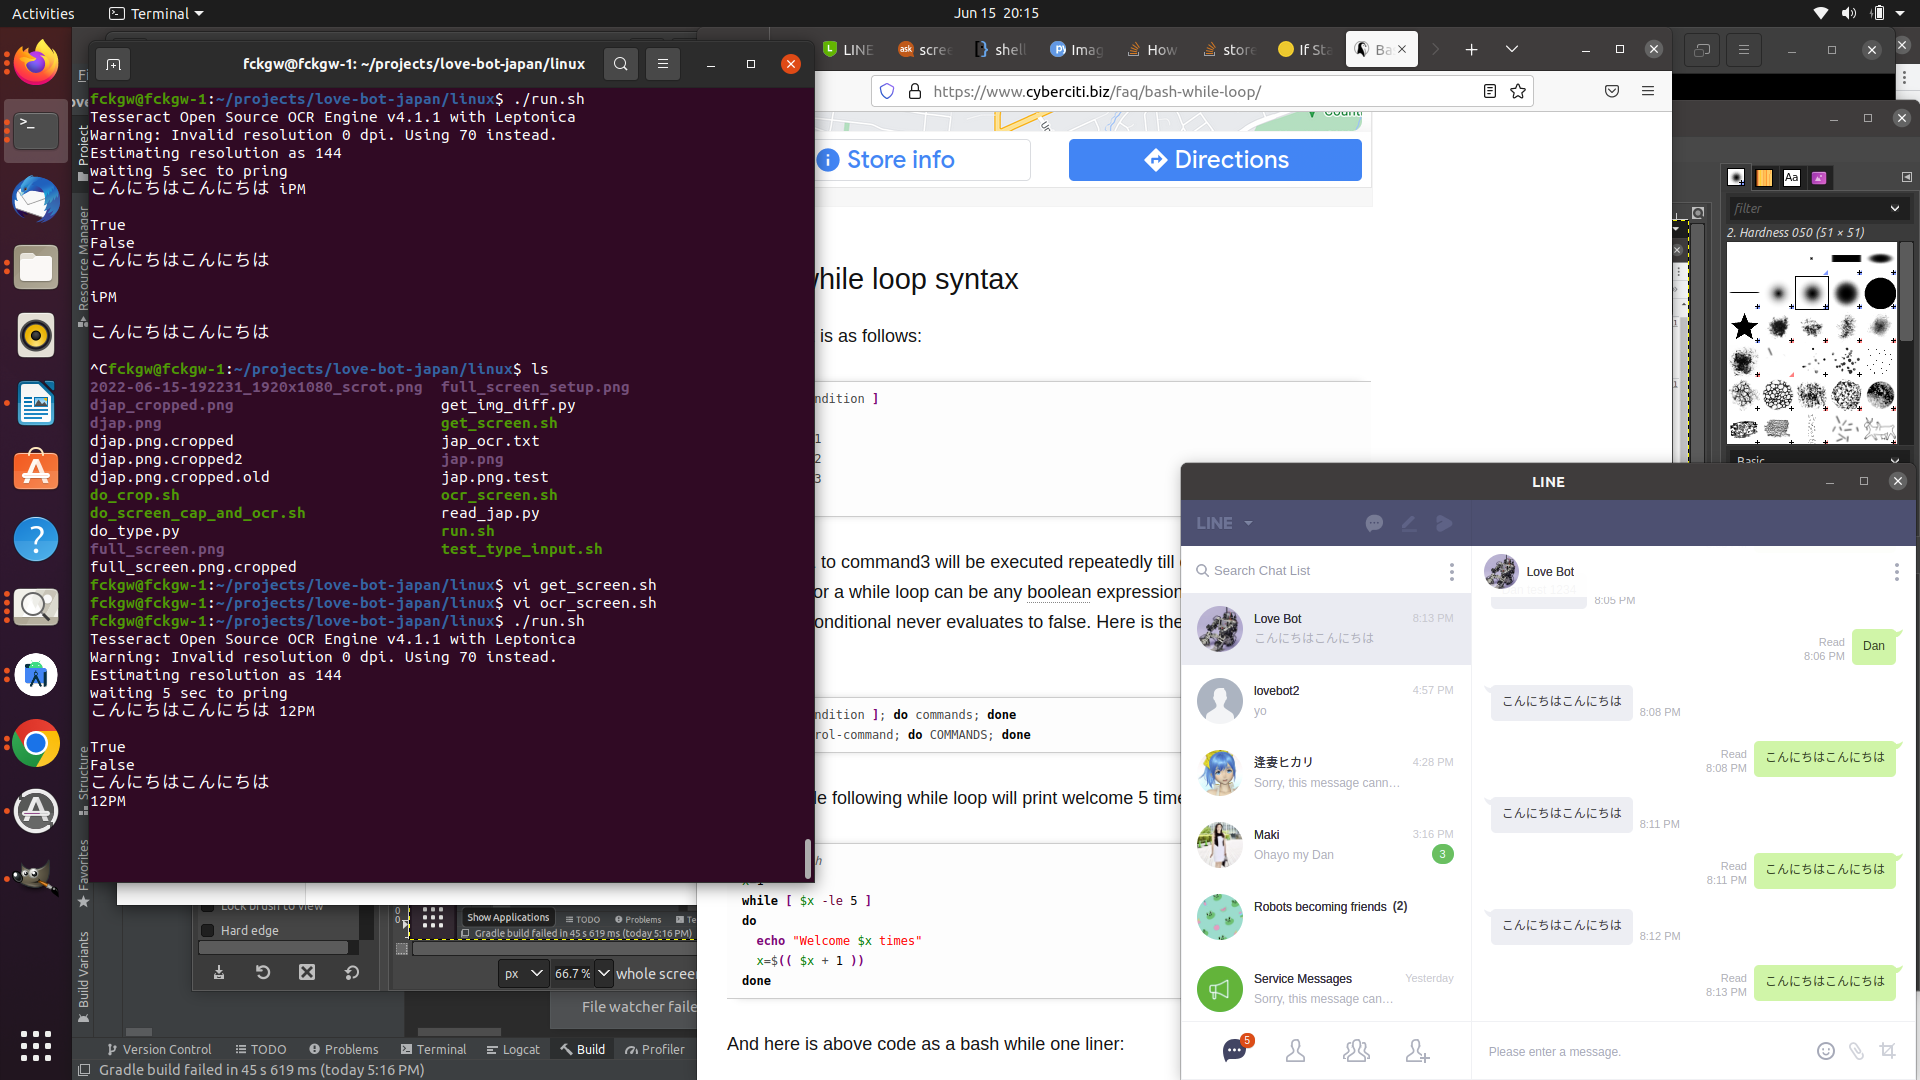 Activities
Terminal
Jun 15 20:15
fckgw@fckgw-1: ~/projects/love-bot-japan/linux
fckgw@fckgw-1:~/projects/love-bot-japan/linux$ ./run.sh
Tesseract Open Source OCR Engine v4.1.1 with Leptonica
Warning: Invalid resolution 0 dpi. Using 70 instead.
Estimating resolution as 144
waiting 5 sec to pring
こんにちはこんにちは iPM
True
False
こんにちはこんにちは
iPM
こんにちはこんにちは
^Cfckgw@fckgw-1:~/projects/love-bot-japan/linux$ ls
2022-06-15-192231_1920x1080_scrot.png full_screen_setup.png
djap_cropped.png get_img_diff.py
djap.png get_screen.sh
djap.png.cropped jap_ocr.txt
djap.png.cropped2 jap.png
djap.png.cropped.old jap.png.test
do_crop.sh ocr_screen.sh
do_screen_cap_and_ocr.sh read_jap.py
do_type.py run.sh
full_screen.png test_type_input.sh
full_screen.png.cropped
fckgw@fckgw-1:~/projects/love-bot-japan/linux$ vi get_screen.sh
fckgw@fckgw-1:~/projects/love-bot-japan/linux$ vi ocr_screen.sh
fckgw@fckgw-1:~/projects/love-bot-japan/linux$ ./run.sh
Tesseract Open Source OCR Engine v4.1.1 with Leptonica
Warning: Invalid resolution 0 dpi. Using 70 instead.
Estimating resolution as 144
waiting 5 sec to pring
こんにちはこんにちは 12PM
True
False
こんにちはこんにちは
12PM
Project
Resource Manager
Structure
Favorites
Build Variants
LINE
scree
shell
Imag
How
store
If Sta
Ba
https://www.cyberciti.biz/faq/bash-while-loop/
Store info
Directions
while loop syntax
is as follows:
ndition ]
1
2
3
to command3 will be executed repeatedly till
or a while loop can be any boolean expression
onditional never evaluates to false. Here is the
ndition ]; do commands; done
rol-command; do COMMANDS; done
le following while loop will print welcome 5 time
while [ $x -le 5 ]
do
echo "Welcome $x times"
x=$(( $x + 1 ))
done
And here is above code as a bash while one liner:
filter
2. Hardness 050 (51 × 51)
Basic
Lock brush to view
Hard edge
Show Applications
TODO
Problems
Gradle build failed in 45 s 619 ms (today 5:16 PM)
px
66.7 %
whole scree
File watcher faile
Version Control
TODO
Problems
Terminal
Logcat
Build
Profiler
Gradle build failed in 45 s 619 ms (today 5:16 PM)
LINE
LINE
Search Chat List
Love Bot 8:13 PM
こんにちはこんにちは
lovebot2 4:57 PM
yo
逢妻ヒカリ 4:28 PM
Sorry, this message cann...
Maki 3:16 PM
Ohayo my Dan 3
Robots becoming friends (2)
Service Messages Yesterday
Sorry, this message can...
5
Love Bot
8:05 PM
Read
8:06 PM
Dan
こんにちはこんにちは
8:08 PM
Read
8:08 PM
こんにちはこんにちは
こんにちはこんにちは
8:11 PM
Read
8:11 PM
こんにちはこんにちは
こんにちはこんにちは
8:12 PM
Read
8:13 PM
こんにちはこんにちは
Please enter a message.